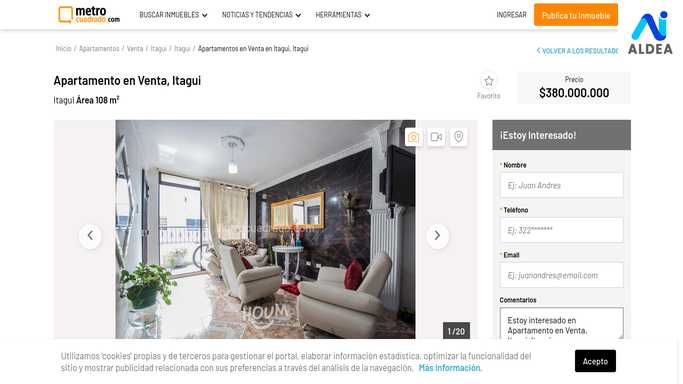 metro
cuadrado.com
BUSCAR INMUEBLES
NOTICIAS Y TENDENCIAS
HERRAMIENTAS
INGRESAR
Publica tu Inmueble
ALDEA
Inicio / Apartamentos / Venta / Itagui / Itagui / Apartamentos en Venta en Itagui, Itagui
VOLVER A LOS RESULTADO
Apartamento en Venta, Itagui
Itagui Área 108 m²
Favorito
Precio
$380.000.000
¡Estoy Interesado!
* Nombre
Ej: Juan Andres
* Teléfono
Ej: 322*******
* Email
Ej: juanandres@email.com
Comentarios
Estoy interesado en
Apartamento en Venta,
HOUM
1 / 20
Utilizamos 'cookies' propias y de terceros para gestionar el portal, elaborar información estadística, optimizar la funcionalidad del
sitio y mostrar publicidad relacionada con sus preferencias a través del análisis de la navegación. Más información.
Acepto